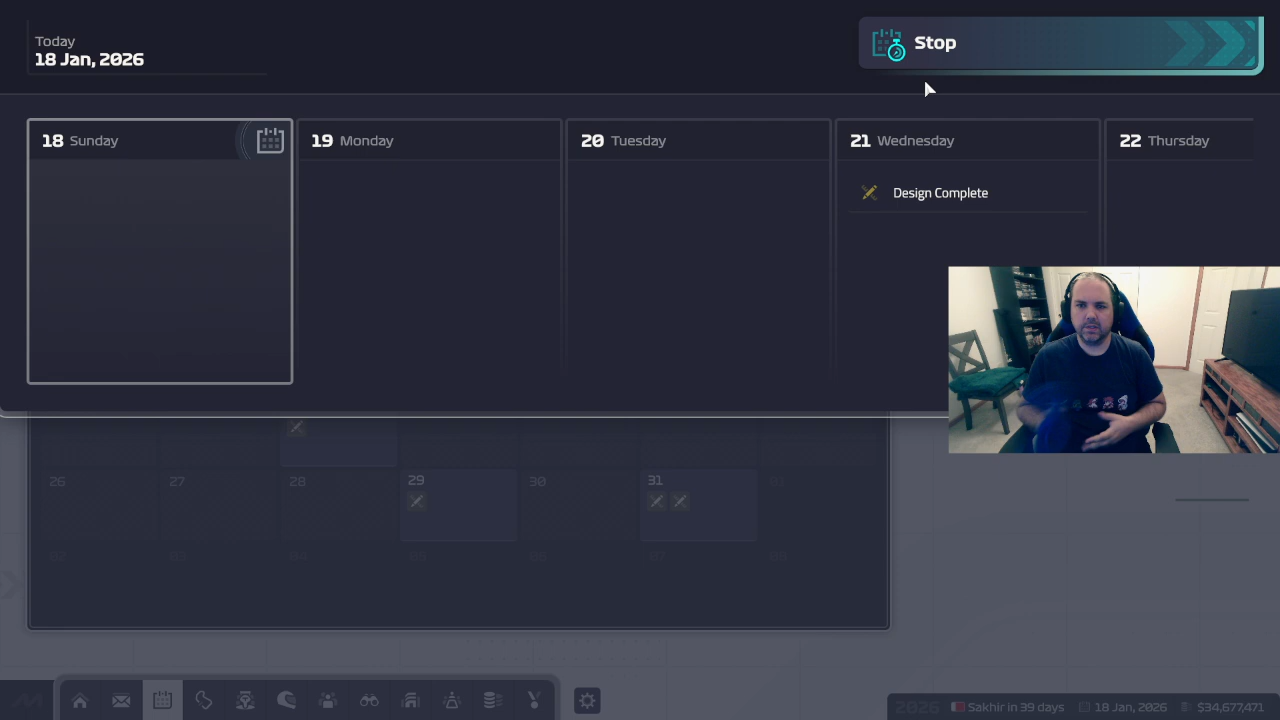 Today
18 Jan, 2026
Stop
18 Sunday
19 Monday
20 Tuesday
21 Wednesday
22 Thursday
Design Complete
26 27 28 29 30 31
2026 Sakhir in 39 days 18 Jan, 2026 $34,677,471